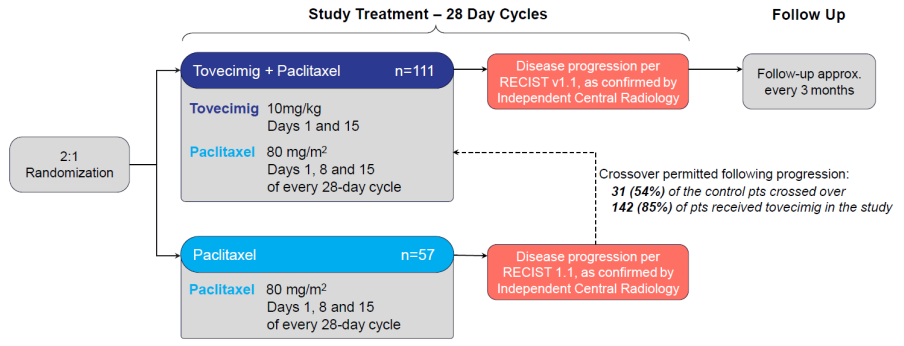 Study Treatment – 28 Day Cycles
Follow Up
2:1
Randomization
Tovecimig + Paclitaxel n=111
Tovecimig 10mg/kg
Days 1 and 15
Paclitaxel 80 mg/m²
Days 1, 8 and 15
of every 28-day cycle
Disease progression per
RECIST v1.1, as confirmed by
Independent Central Radiology
Follow-up approx.
every 3 months
Crossover permitted following progression:
31 (54%) of the control pts crossed over
142 (85%) of pts received tovecimig in the study
Paclitaxel n=57
Paclitaxel 80 mg/m²
Days 1, 8 and 15
of every 28-day cycle
Disease progression per
RECIST 1.1, as confirmed by
Independent Central Radiology